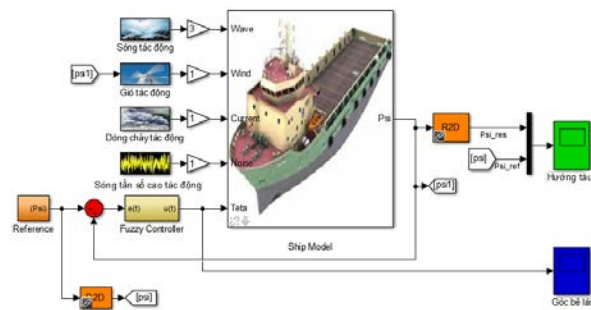 3
Wave
Sóng tác động
[psi1]
1
Wind
Gió tác động
1
Current
Dòng chảy tác động
1
Noise
Sóng tần số cao tác động
Psi
R2D
Psi_res
[psi]
Psi_ref
Hướng tàu
[psi1]
(Psi)
Reference
e(t)
u(t)
Fuzzy Controller
Teta
Ship Model
R2D
[psi]
Góc bẻ lái